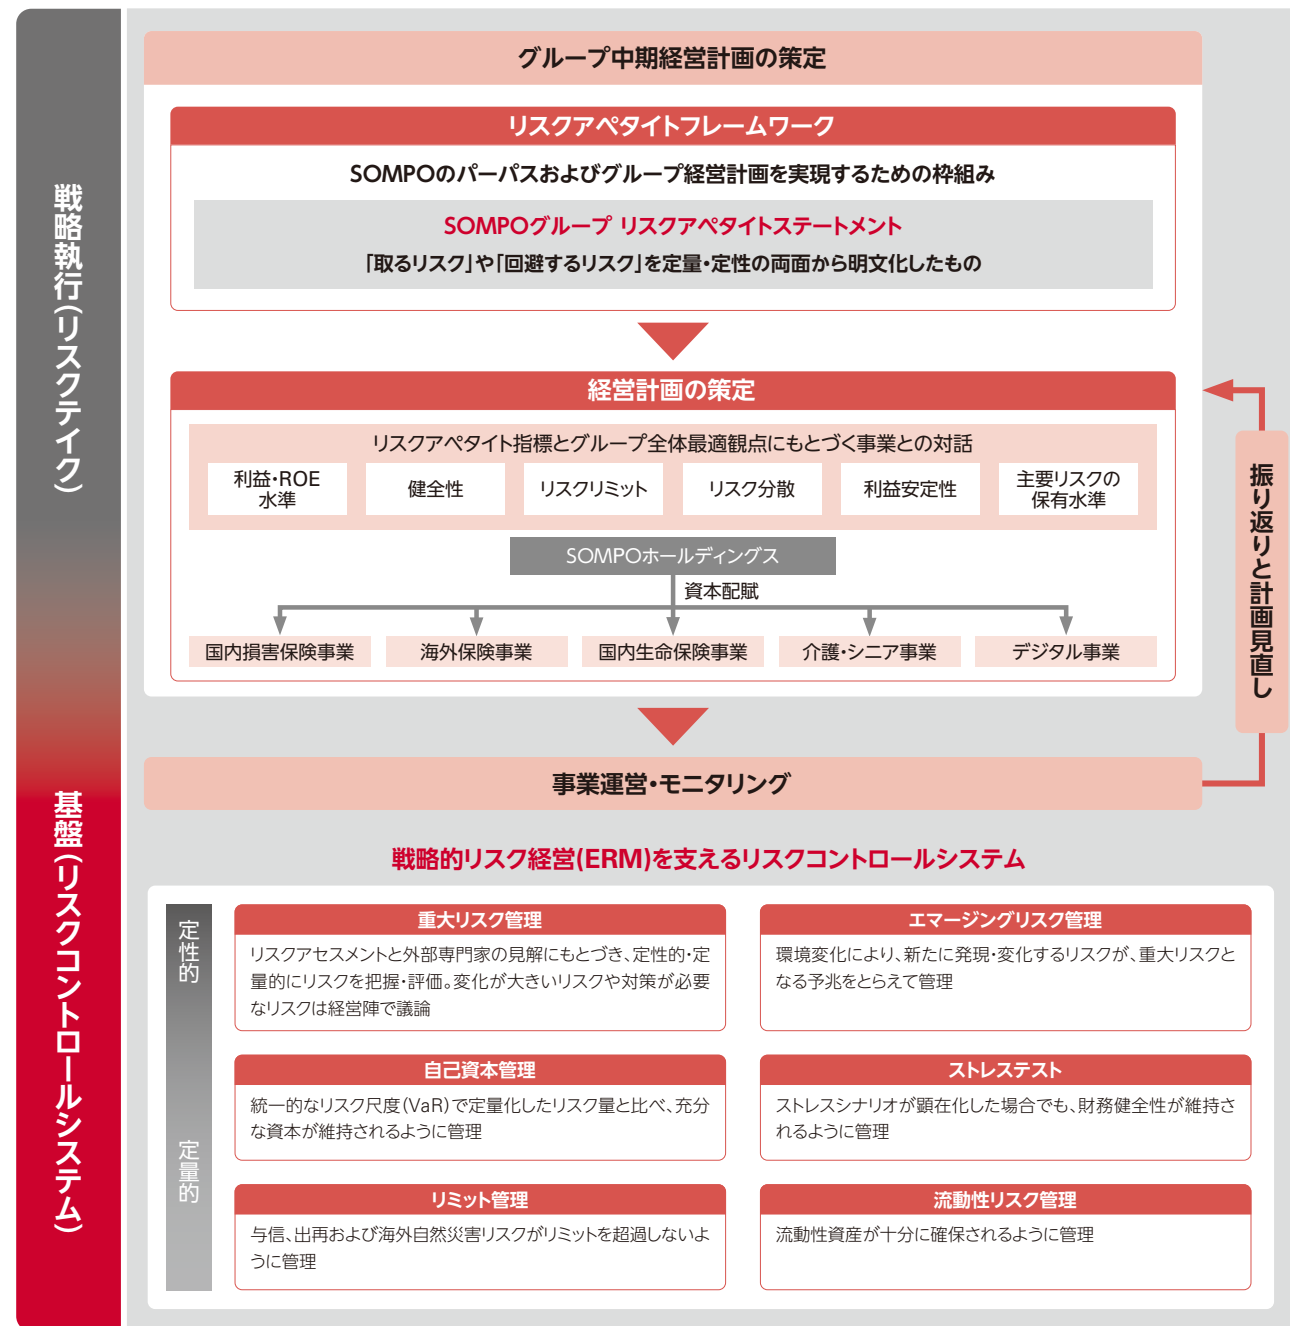 戦略執行(リスクテイク)
グループ中期経営計画の策定
リスクアペタイトフレームワーク
SOMPOのパーパスおよびグループ経営計画を実現するための枠組み
SOMPOグループ リスクアペタイトステートメント
「取るリスク」や「回避するリスク」を定量・定性の両面から明文化したもの
経営計画の策定
リスクアペタイト指標とグループ全体最適観点にもとづく事業との対話
利益・ROE
水準
健全性
リスクリミット
リスク分散
利益安定性
主要リスクの
保有水準
SOMPOホールディングス
資本配賦
国内損害保険事業
海外保険事業
国内生命保険事業
介護・シニア事業
デジタル事業
振り返りと計画見直し
事業運営・モニタリング
基盤(リスクコントロールシステム)
戦略的リスク経営(ERM)を支えるリスクコントロールシステム
定性的
重大リスク管理
リスクアセスメントと外部専門家の見解にもとづき、定性的・定
量的にリスクを把握・評価。変化が大きいリスクや対策が必要
なリスクは経営陣で議論
エマージングリスク管理
環境変化により、新たに発現・変化するリスクが、重大リスクと
なる予兆をとらえて管理
自己資本管理
統一的なリスク尺度(VaR)で定量化したリスク量と比べ、充分
な資本が維持されるように管理
ストレステスト
ストレスシナリオが顕在化した場合でも、財務健全性が維持さ
れるように管理
定量的
リミット管理
与信、出再および海外自然災害リスクがリミットを超過しないよ
うに管理
流動性リスク管理
流動性資産が十分に確保されるように管理